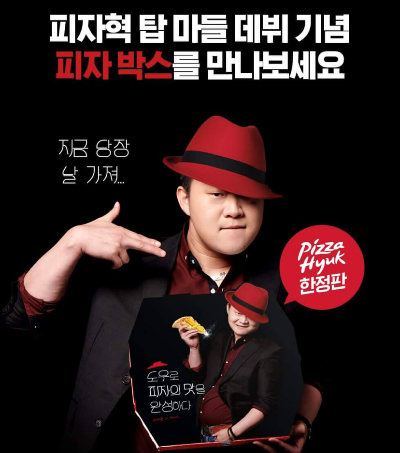 피자혁 탑 마들 데뷔 기념
피자 박스를 만나보세요
지금 당장
날 가져...
Pizza
Hyuk
한정판
도우로
피자의 맛을
완성하다